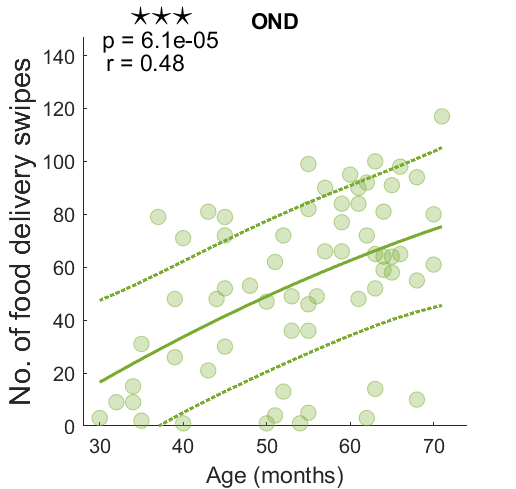 ★★★
OND
p = 6.1e-05
r = 0.48
No. of food delivery swipes
140
120
100
80
60
40
20
0
30 40 50 60 70
Age (months)